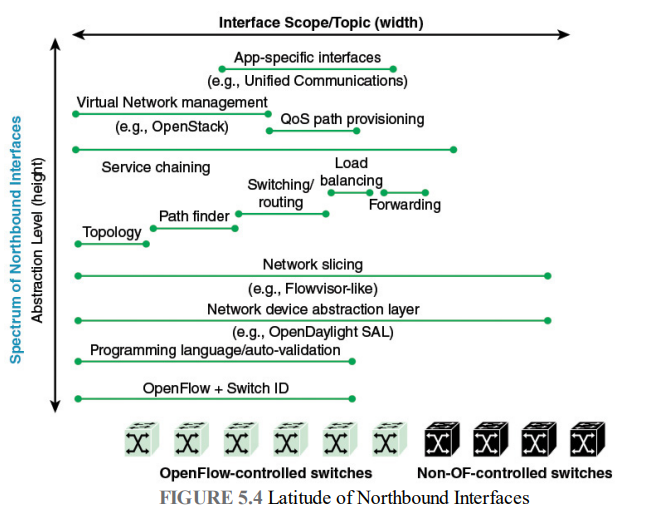 Interface Scope/Topic (width)
Spectrum of Northbound Interfaces
Abstraction Level (height)
App-specific interfaces
(e.g., Unified Communications)
Virtual Network management
(e.g., OpenStack)
QoS path provisioning
Service chaining
Load
balancing
Switching/
routing
Forwarding
Path finder
Topology
Network slicing
(e.g., Flowvisor-like)
Network device abstraction layer
(e.g., OpenDaylight SAL)
Programming language/auto-validation
OpenFlow + Switch ID
OpenFlow-controlled switches
Non-OF-controlled switches
FIGURE 5.4 Latitude of Northbound Interfaces